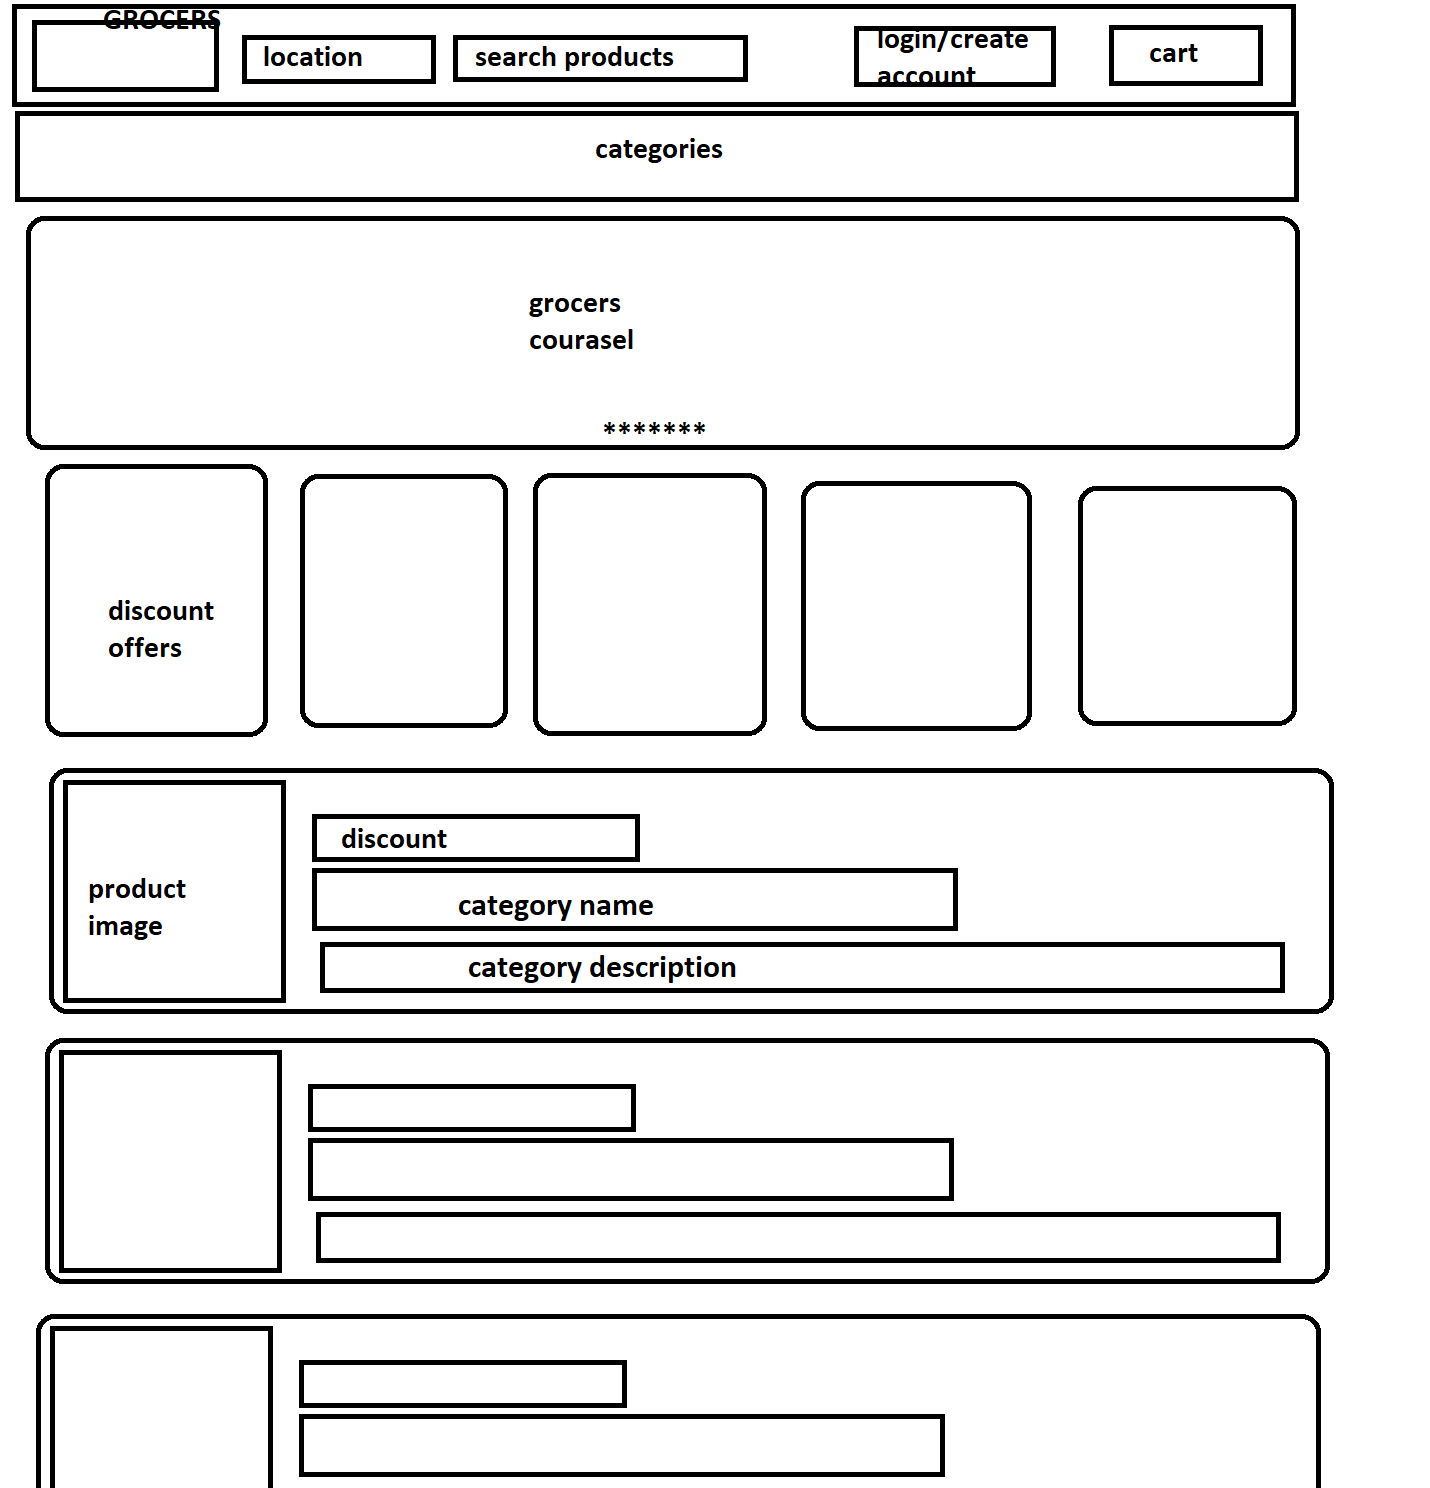 GROCERS
location
search products
login/create
account
cart
categories
grocers
courasel
*******
discount
offers
product
image
discount
category name
category description